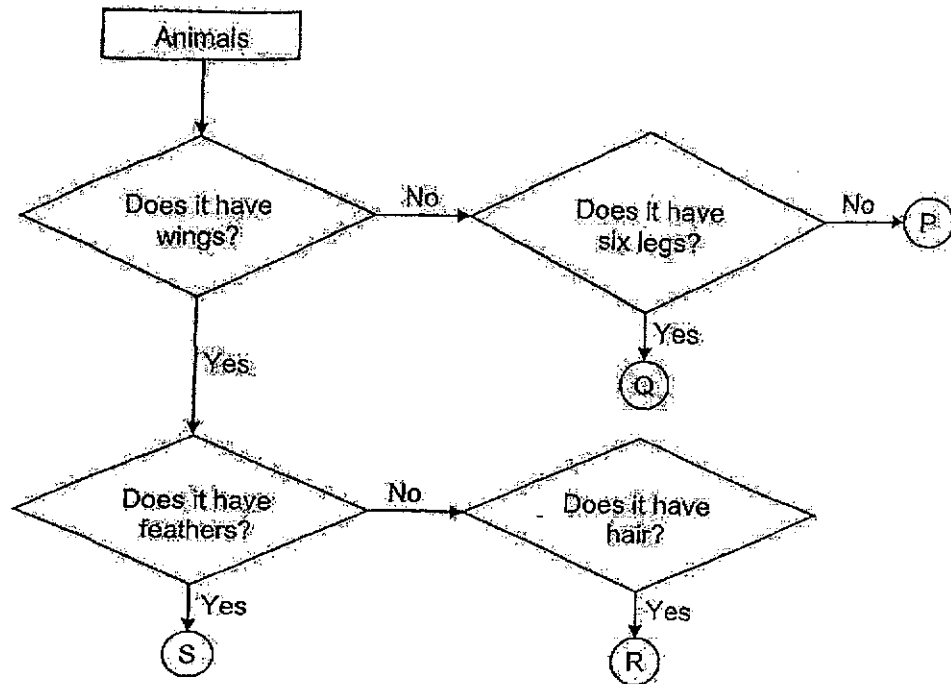 Animals
Does it have
wings?
No
Does it have
six legs?
No
P
Yes
Yes
Q
Does it have
feathers?
No
Does it have
hair?
Yes
Yes
S
R